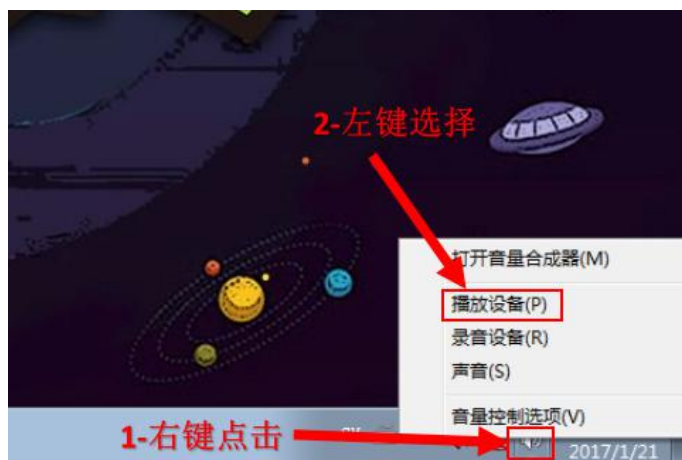 2-左键选择
打开音量合成器(M)
播放设备(P)
录音设备(R)
声音(S)
音量控制选项(V)
1-右键点击
2017/1/21